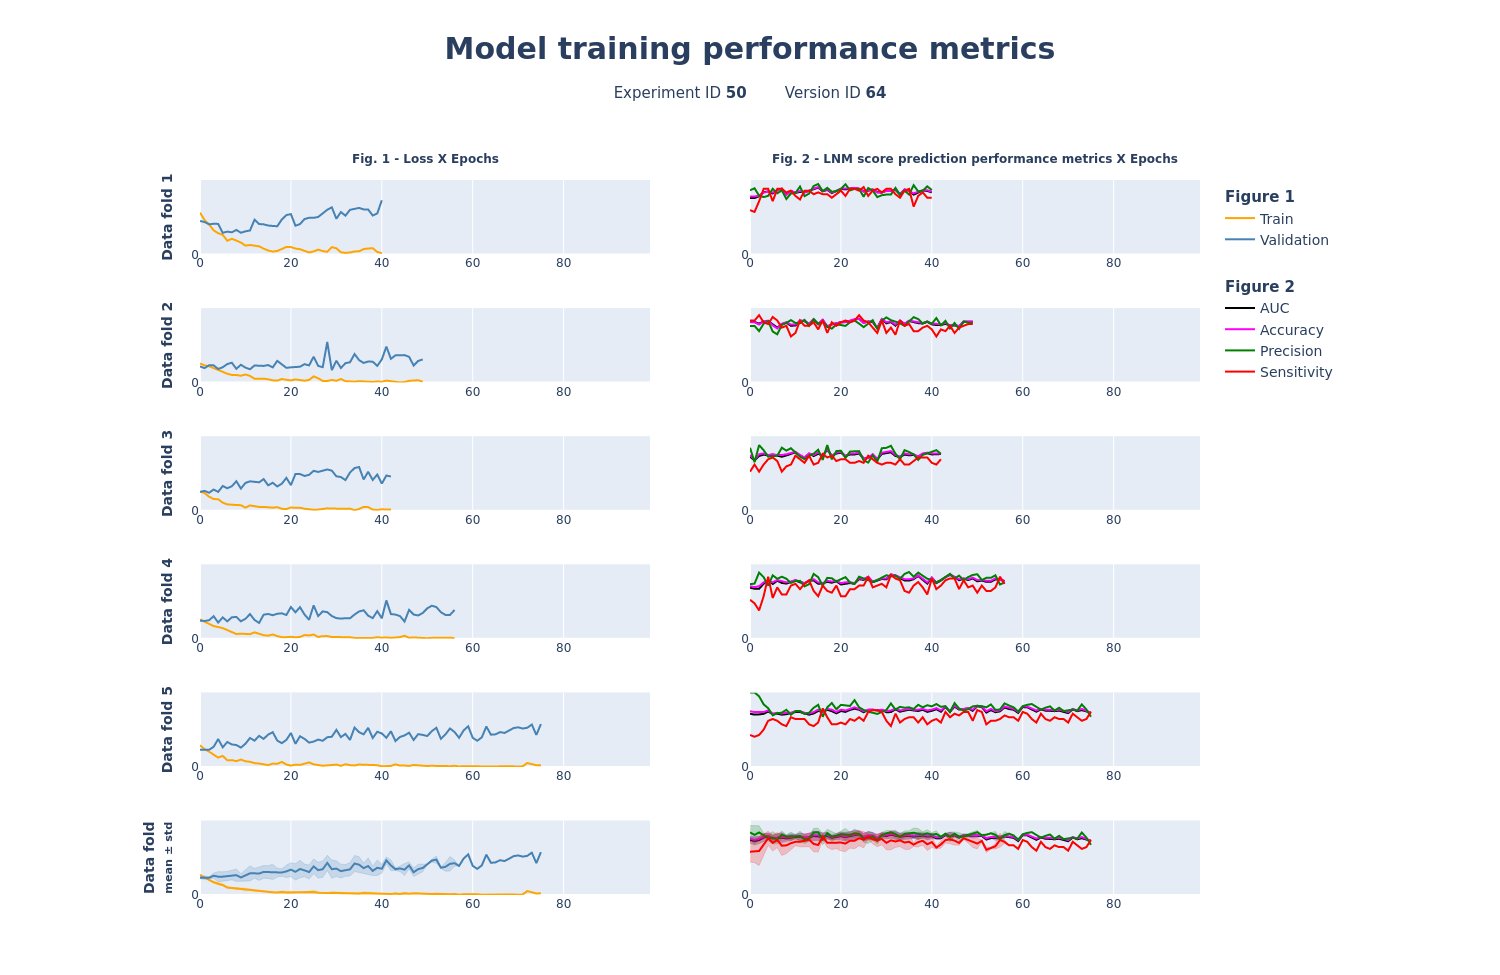 Model training performance metrics
Experiment ID 50 Version ID 64
Fig. 1 - Loss X Epochs
Fig. 2 - LNM score prediction performance metrics X Epochs
Data fold 1
0
0 20 40 60 80
0
0 20 40 60 80
Data fold 2
0
0 20 40 60 80
0
0 20 40 60 80
Data fold 3
0
0 20 40 60 80
0
0 20 40 60 80
Data fold 4
0
0 20 40 60 80
0
0 20 40 60 80
Data fold 5
0
0 20 40 60 80
0
0 20 40 60 80
Data fold
mean ± std
0
0 20 40 60 80
0
0 20 40 60 80
Figure 1
Train
Validation
Figure 2
AUC
Accuracy
Precision
Sensitivity